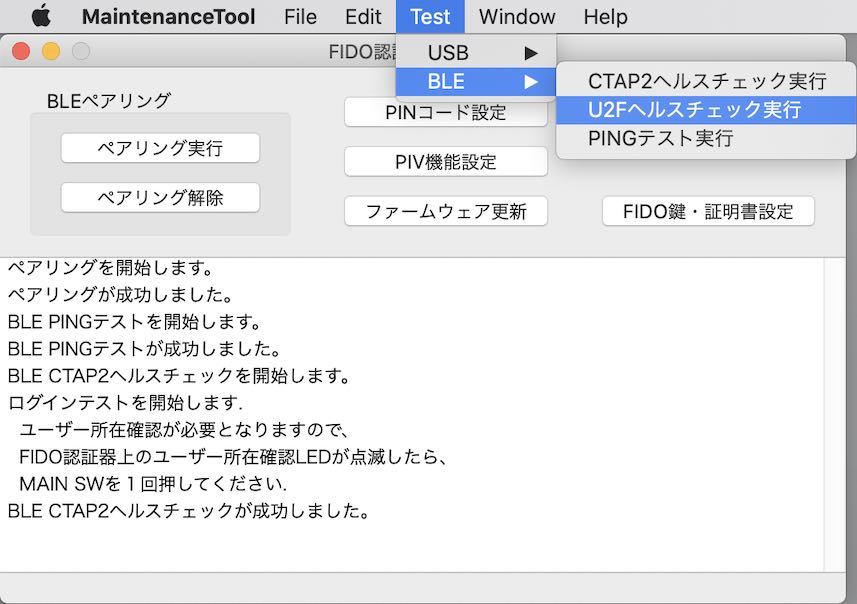 MaintenanceTool File Edit Test Window Help
FIDO認
USB ▶
BLE ▶
CTAP2ヘルスチェック実行
U2Fヘルスチェック実行
PINGテスト実行
BLEペアリング
ペアリング実行
ペアリング解除
PINコード設定
PIV機能設定
ファームウェア更新
FIDO鍵・証明書設定
ペアリングを開始します。
ペアリングが成功しました。
BLE PINGテストを開始します。
BLE PINGテストが成功しました。
BLE CTAP2ヘルスチェックを開始します。
ログインテストを開始します.
ユーザー所在確認が必要となりますので、
FIDO認証器上のユーザー所在確認LEDが点滅したら、
MAIN SWを１回押してください.
BLE CTAP2ヘルスチェックが成功しました。